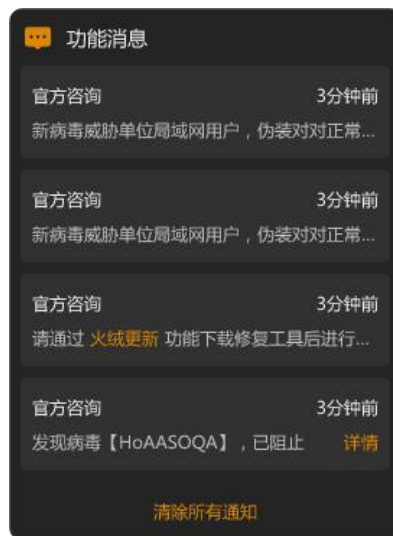 功能消息
官方咨询 3分钟前
新病毒威胁单位局域网用户，伪装对对正常...
官方咨询 3分钟前
新病毒威胁单位局域网用户，伪装对对正常...
官方咨询 3分钟前
请通过 火绒更新 功能下载修复工具后进行...
官方咨询 3分钟前
发现病毒【HoAASOQA】，已阻止 详情
清除所有通知